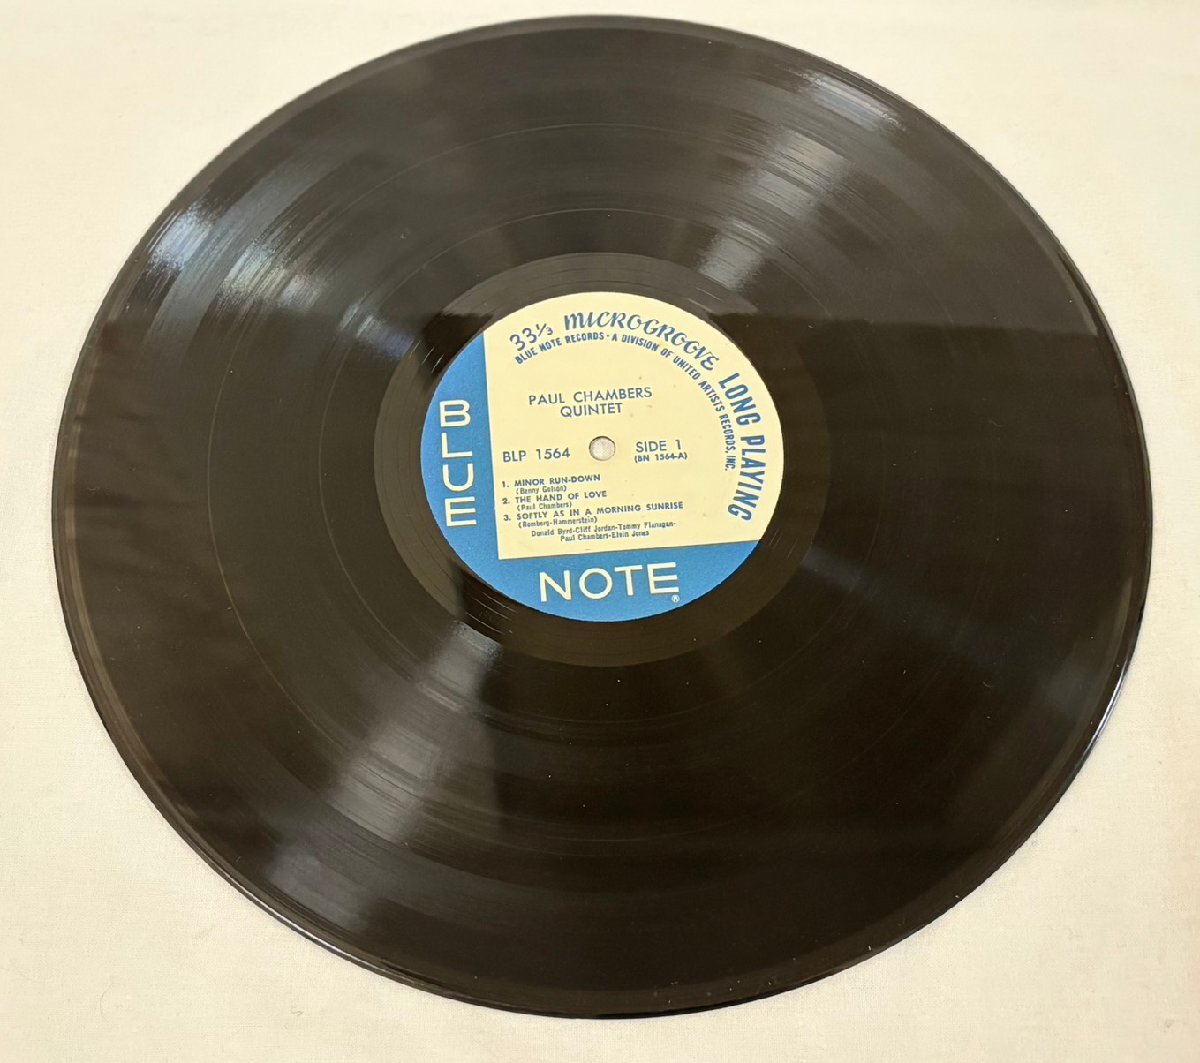 33⅓ MICROGROOVE LONG PLAYING
BLUE NOTE RECORDS · A DIVISION OF UNITED ARTISTS RECORDS, INC.
PAUL CHAMBERS
QUINTET
BLP 1564
SIDE 1
(BN 1564-A)
1. MINOR RUN-DOWN
(Benny Golson)
2. THE HAND OF LOVE
(Paul Chambers)
3. SOFTLY AS IN A MORNING SUNRISE
(Romberg-Hammerstein)
Donald Byrd-Cliff Jordan-Tommy Flanagan-
Paul Chambers-Elvin Jones
BLUE
NOTE®